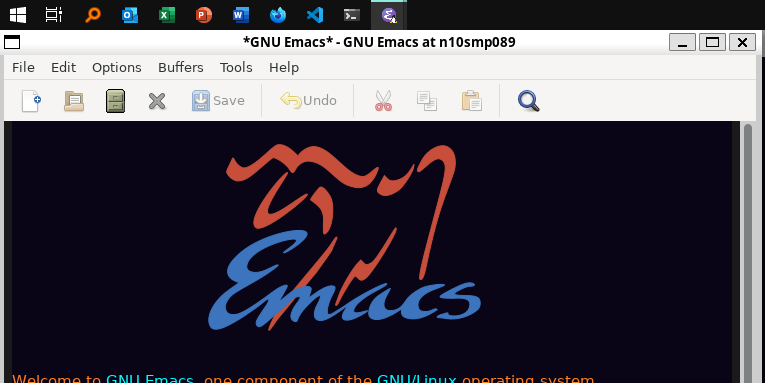 *GNU Emacs* - GNU Emacs at n10smp089
File Edit Options Buffers Tools Help
Save Undo
Emacs
Welcome to GNU Emacs, one component of the GNU/Linux operating system.